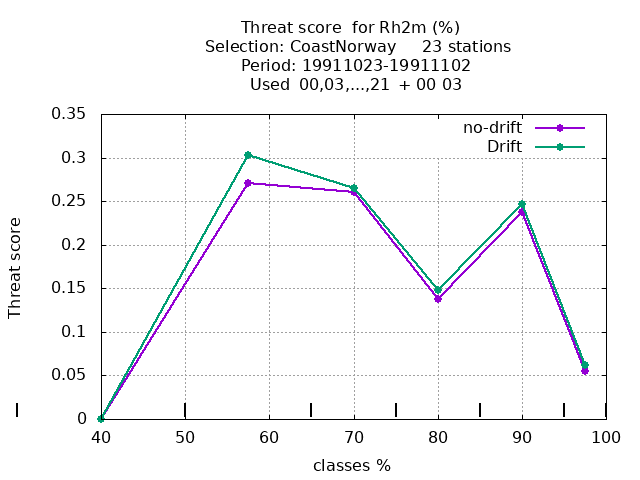 Threat score  for Rh2m (%)
Selection: CoastNorway     23 stations
Period: 19911023-19911102
Used  00,03,...,21  + 00 03
no-drift
Drift
0.35
0.3
0.25
0.2
0.15
0.1
0.05
0
Threat score
40 50 60 70 80 90 100
classes %